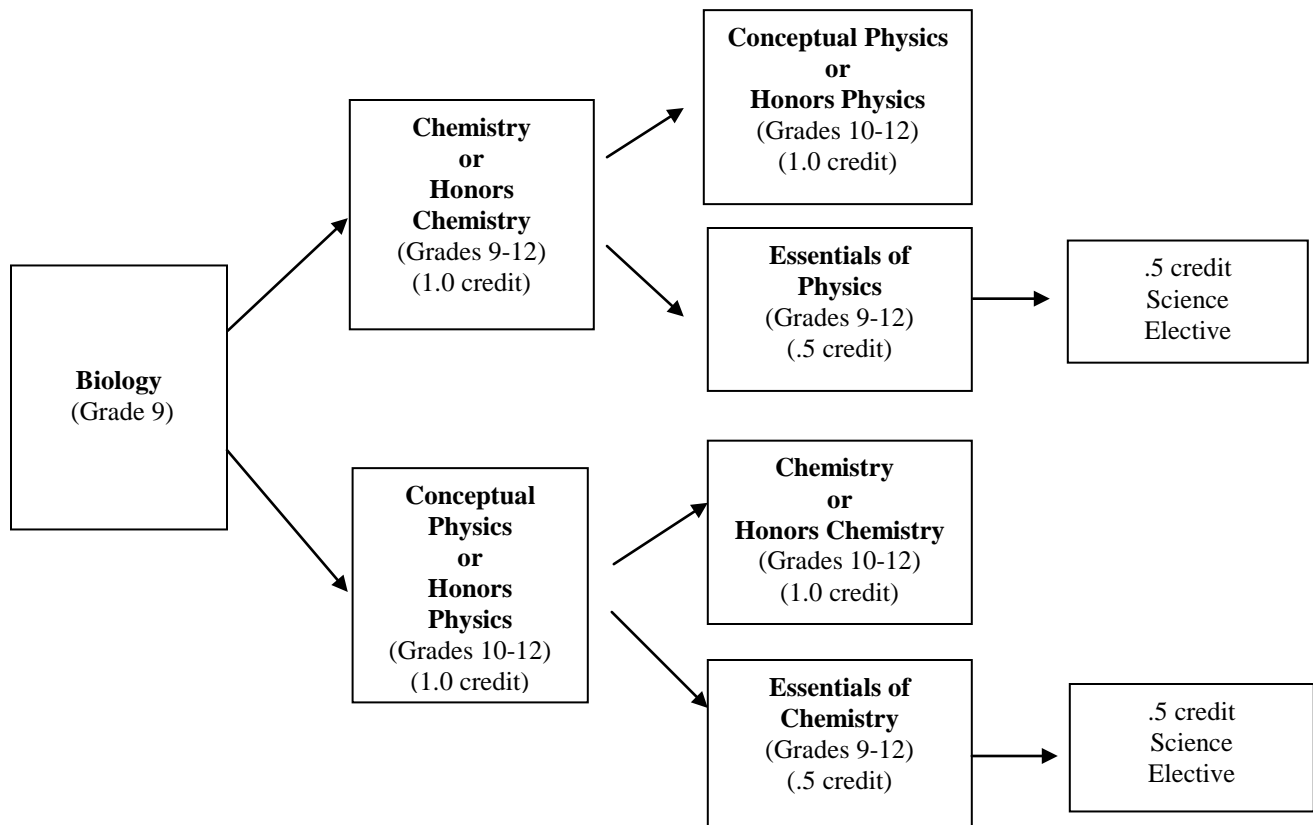 Biology
(Grade 9)
Chemistry
or
Honors
Chemistry
(Grades 9-12)
(1.0 credit)
Conceptual Physics
or
Honors Physics
(Grades 10-12)
(1.0 credit)
Essentials of
Physics
(Grades 9-12)
(.5 credit)
.5 credit
Science
Elective
Conceptual
Physics
or
Honors
Physics
(Grades 10-12)
(1.0 credit)
Chemistry
or
Honors Chemistry
(Grades 10-12)
(1.0 credit)
Essentials of
Chemistry
(Grades 9-12)
(.5 credit)
.5 credit
Science
Elective